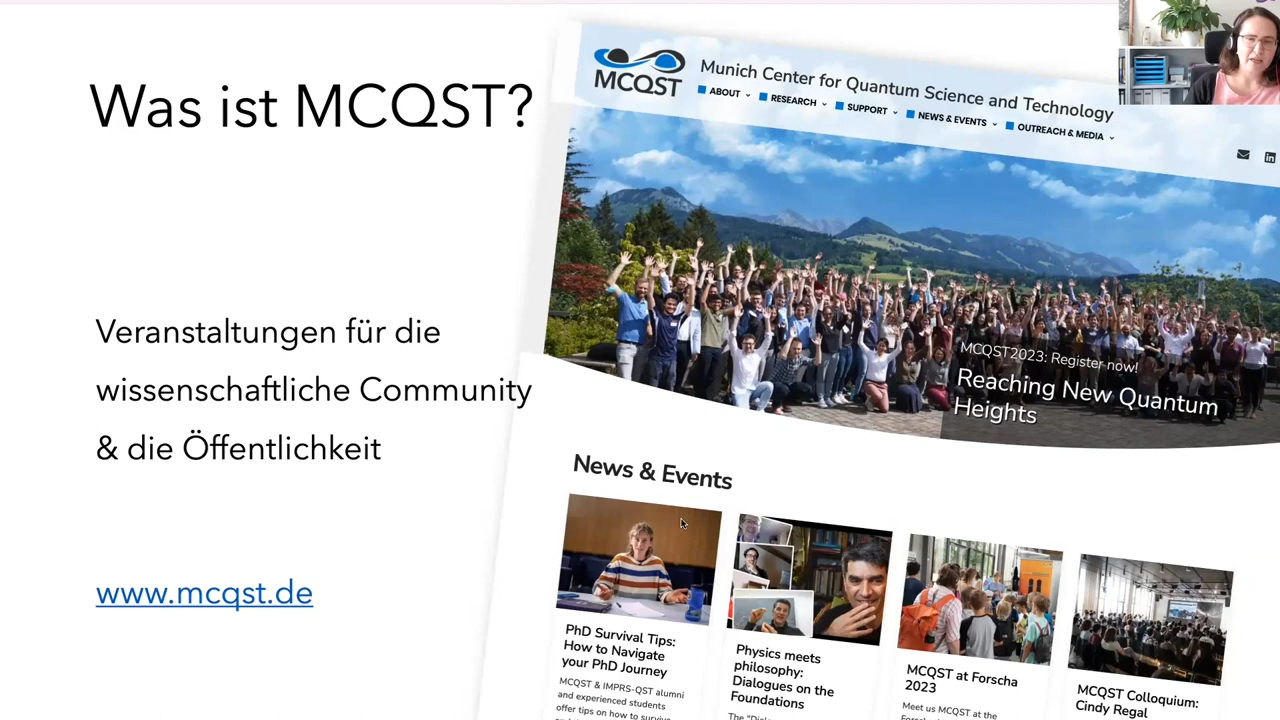 Was ist MCQST?
Veranstaltungen für die
wissenschaftliche Community
& die Öffentlichkeit
www.mcqst.de
MCQST
Munich Center for Quantum Science and Technology
ABOUT
RESEARCH
SUPPORT
NEWS & EVENTS
OUTREACH & MEDIA
MCQST2023: Register now!
Reaching New Quantum
Heights
News & Events
PhD Survival Tips:
How to Navigate
your PhD Journey
MCQST & IMPRS-QST alumni
and experienced students
offer tips on how to survive
Physics meets
philosophy:
Dialogues on the
Foundations
The "Dialo
MCQST at Forscha
2023
Meet us MCQST at the
MCQST Colloquium:
Cindy Regal